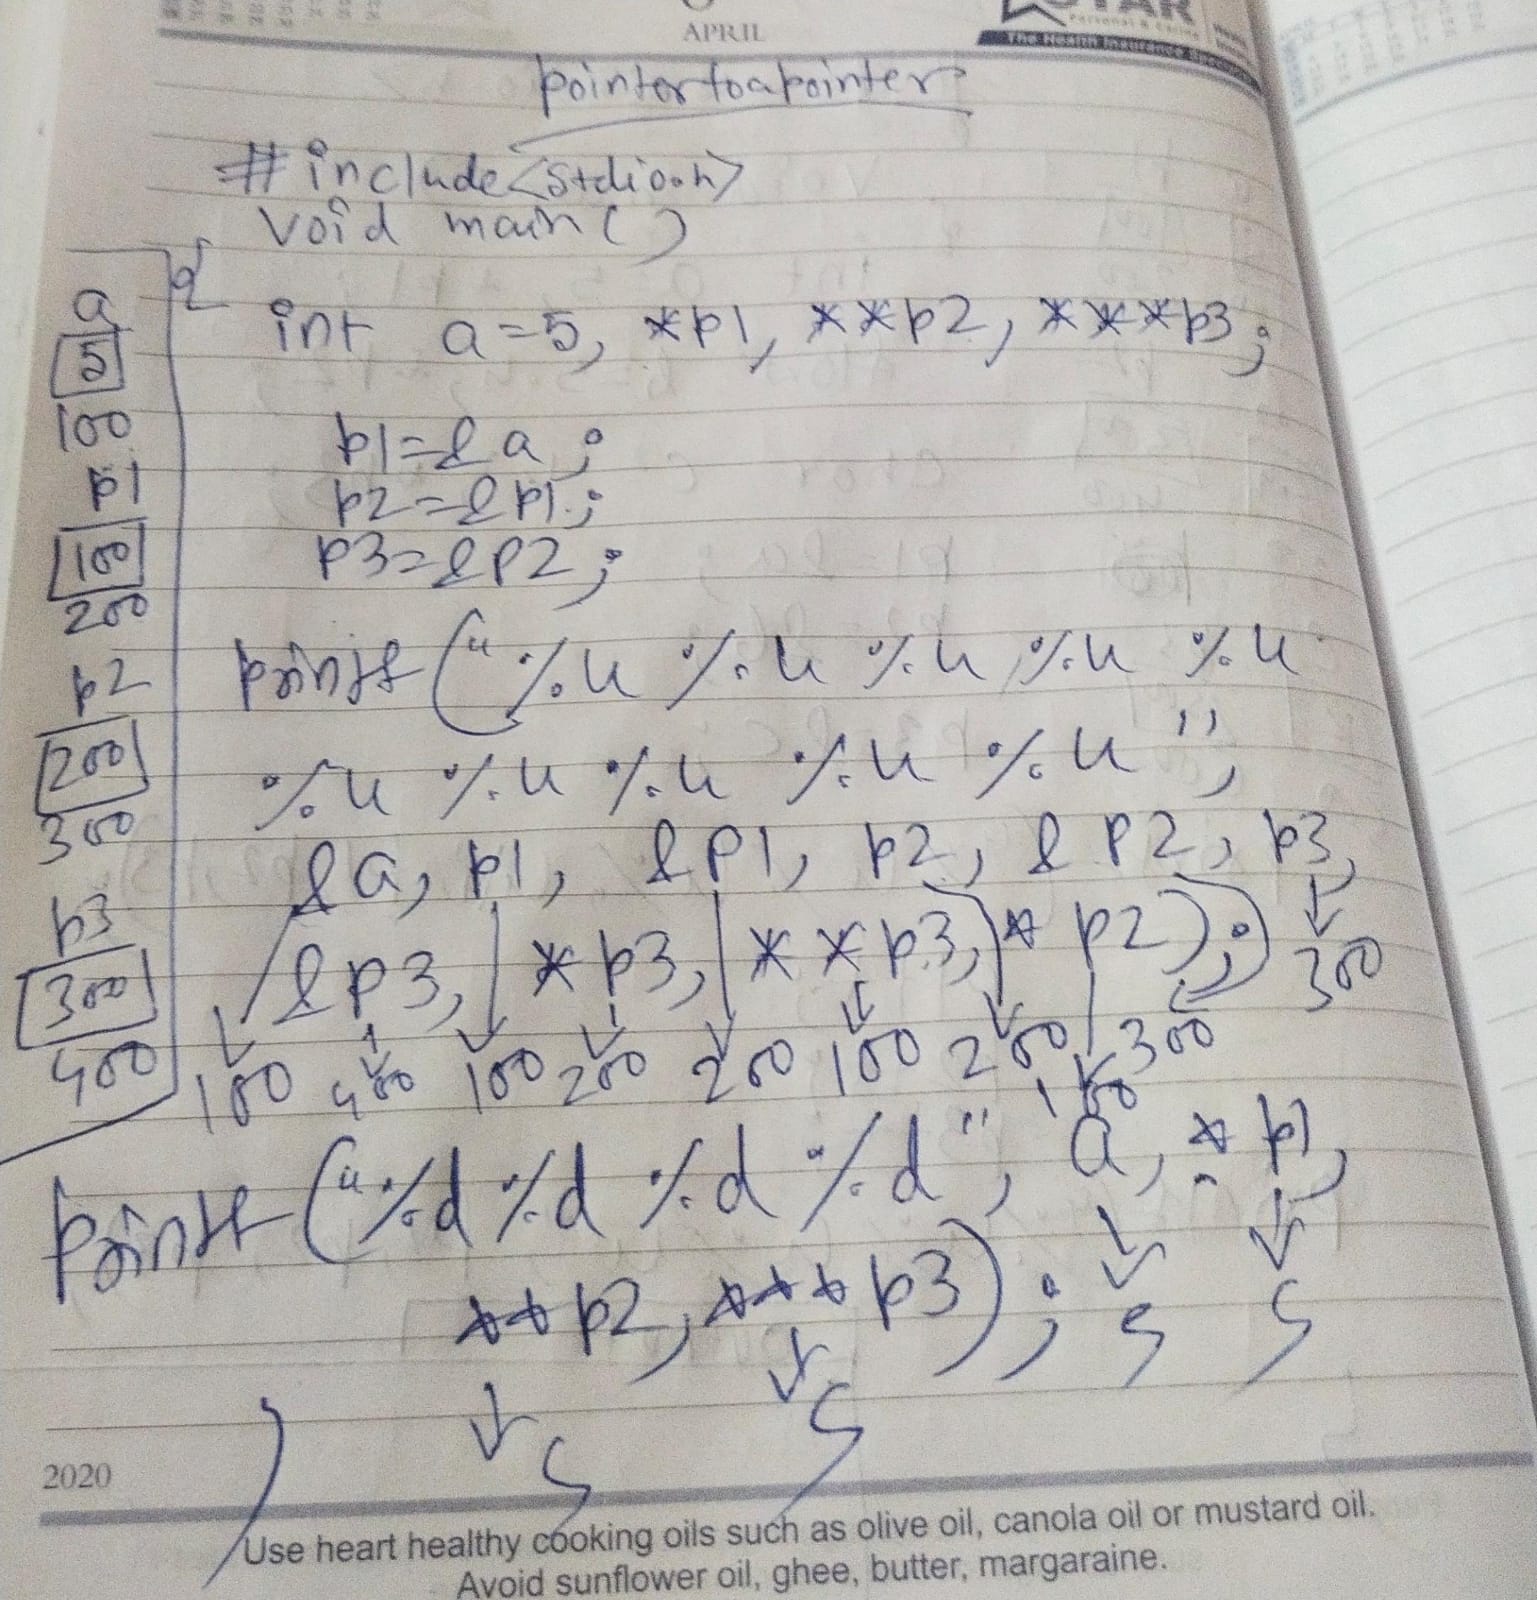 APRIL
STAR
Personal & Caring
The Health Insurance Specialist
pointertoapointer
#include<stdio.h>
void main()
{
int a=5, *p1, **p2, ***p3;
p1=&a;
p2=&p1;
p3=&p2;
printf("%u %u %u %u %u
%u %u %u %u %u",
&a, p1, &p1, p2, &p2, p3,
&p3, *p3, **p3, *p2);
300
100 400 100 200 200 100 200 100 300
printf("%d %d %d %d", a, *p1,
**p2, ***p3);
5 5
5 5
}
a
5
100
p1
100
200
p2
200
300
p3
300
400
2020
Use heart healthy cooking oils such as olive oil, canola oil or mustard oil.
Avoid sunflower oil, ghee, butter, margaraine.